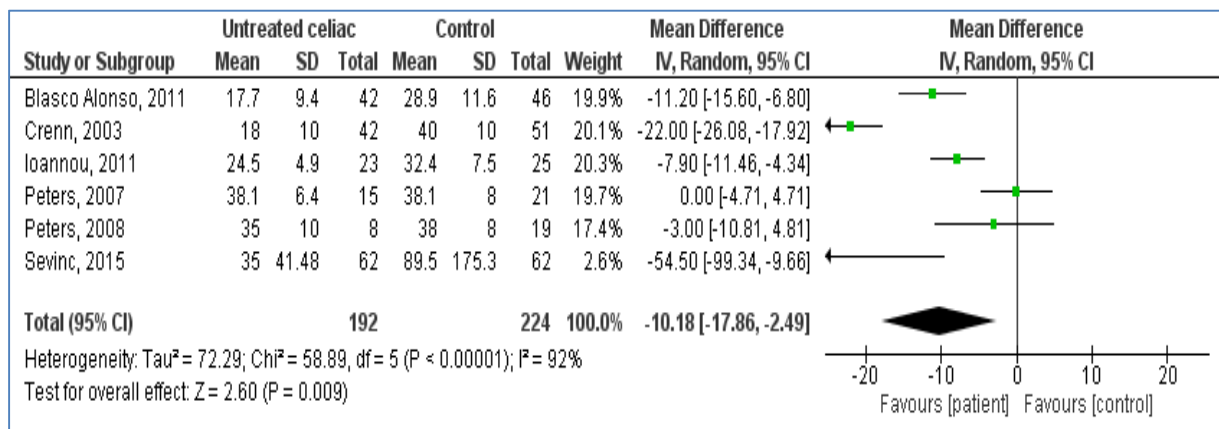 Untreated celiac Control Mean Difference Mean Difference
Study or Subgroup Mean SD Total Mean SD Total Weight IV, Random, 95% CI IV, Random, 95% CI
Blasco Alonso, 2011 17.7 9.4 42 28.9 11.6 46 19.9% -11.20 [-15.60, -6.80]
Crenn, 2003 18 10 42 40 10 51 20.1% -22.00 [-26.08, -17.92]
Ioannou, 2011 24.5 4.9 23 32.4 7.5 25 20.3% -7.90 [-11.46, -4.34]
Peters, 2007 38.1 6.4 15 38.1 8 21 19.7% 0.00 [-4.71, 4.71]
Peters, 2008 35 10 8 38 8 19 17.4% -3.00 [-10.81, 4.81]
Sevinc, 2015 35 41.48 62 89.5 175.3 62 2.6% -54.50 [-99.34, -9.66]
Total (95% CI) 192 224 100.0% -10.18 [-17.86, -2.49]
Heterogeneity: Tau² = 72.29; Chi² = 58.89, df = 5 (P < 0.00001); I² = 92%
Test for overall effect: Z = 2.60 (P = 0.009)
-20 -10 0 10 20
Favours [patient] Favours [control]